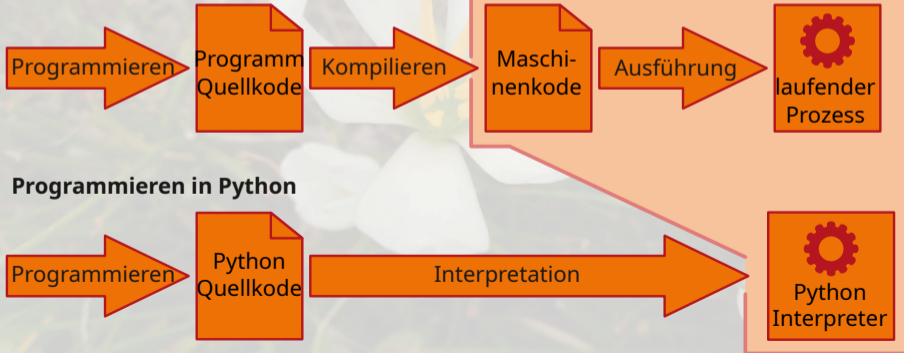 Programmieren
Programm
Quellkode
Kompilieren
Maschi-
nenkode
Ausführung
laufender
Prozess
Programmieren in Python
Programmieren
Python
Quellkode
Interpretation
Python
Interpreter